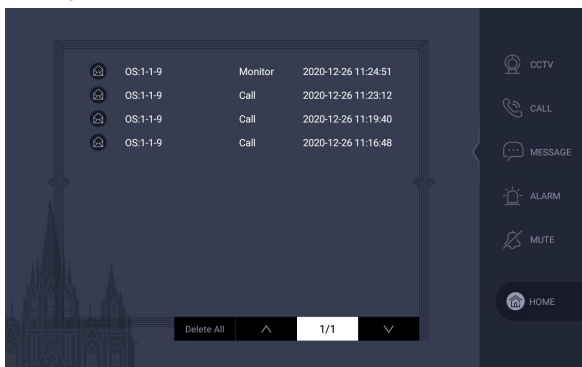 OS:1-1-9 Monitor 2020-12-26 11:24:51
OS:1-1-9 Call 2020-12-26 11:23:12
OS:1-1-9 Call 2020-12-26 11:19:40
OS:1-1-9 Call 2020-12-26 11:16:48
Delete All 1/1
CCTV
CALL
MESSAGE
ALARM
MUTE
HOME